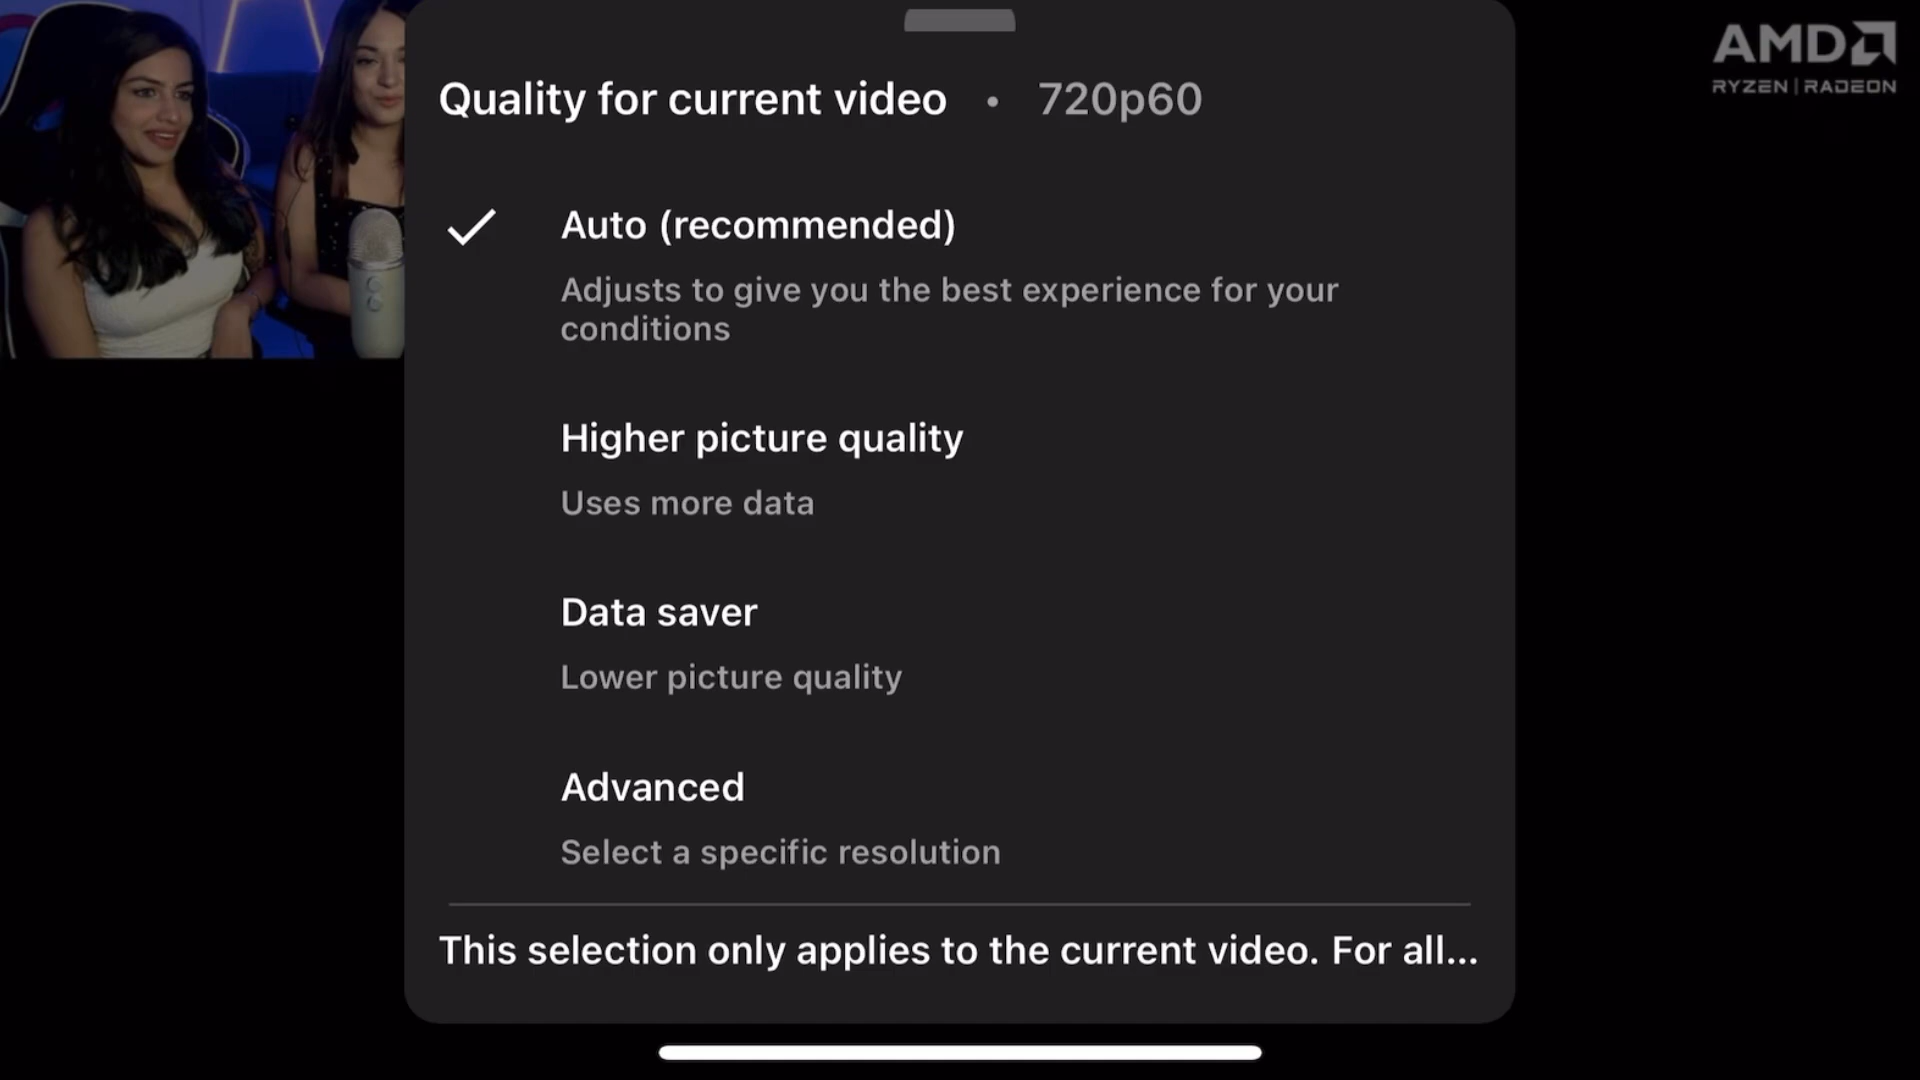 Quality for current video • 720p60
AMD
RYZEN | RADEON
Auto (recommended)
Adjusts to give you the best experience for your
conditions
Higher picture quality
Uses more data
Data saver
Lower picture quality
Advanced
Select a specific resolution
This selection only applies to the current video. For all...